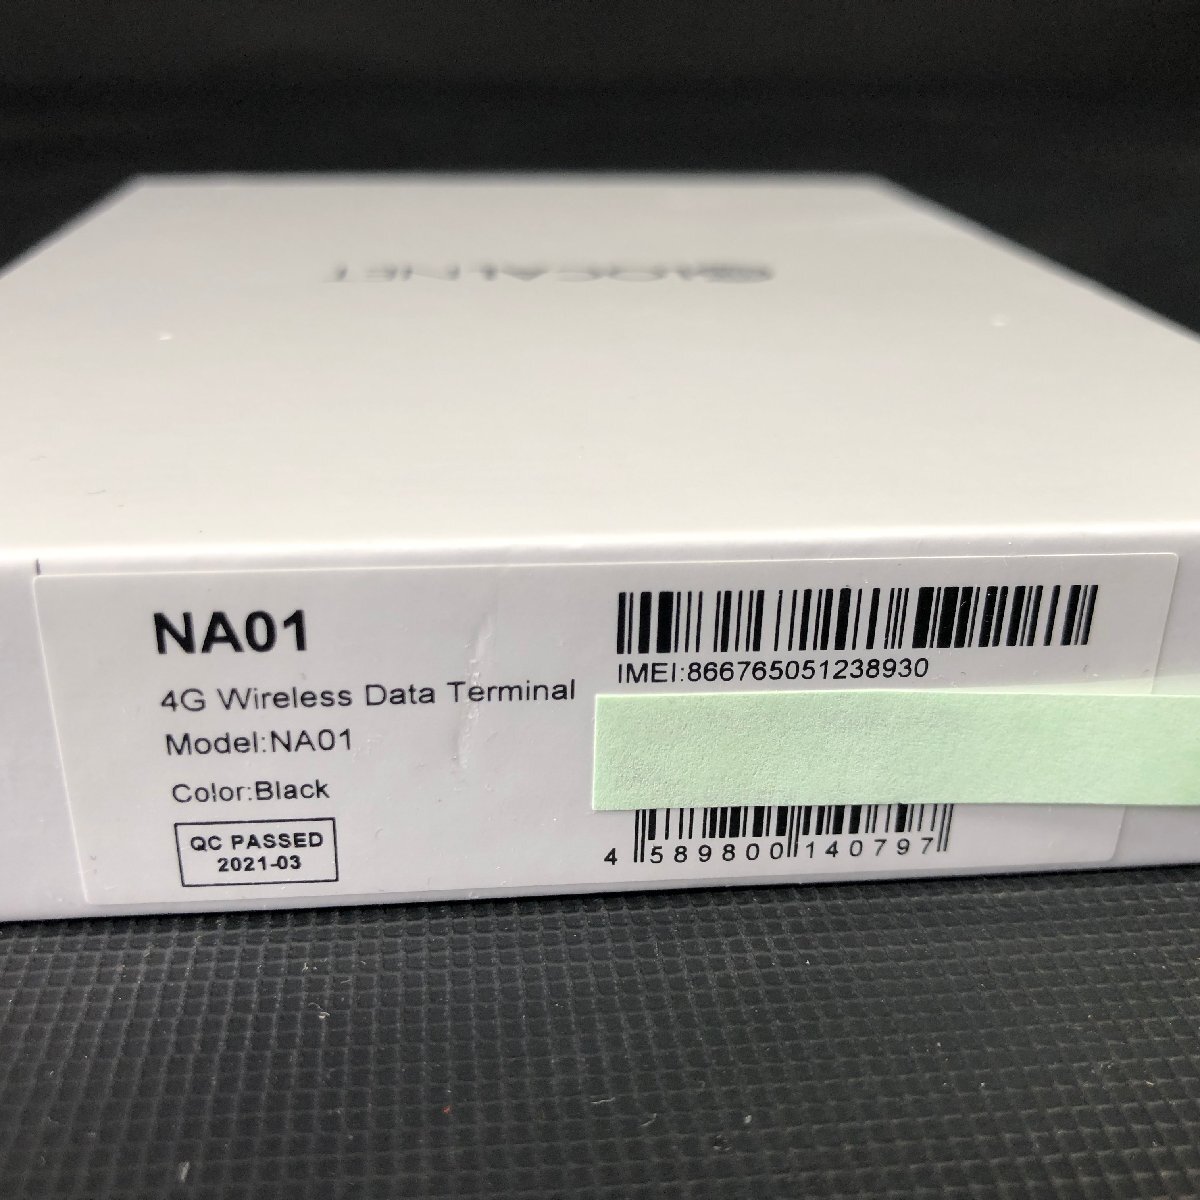 NA01
4G Wireless Data Terminal
Model:NA01
Color:Black
QC PASSED
2021-03
IMEI:866765051238930
4 589800 140797